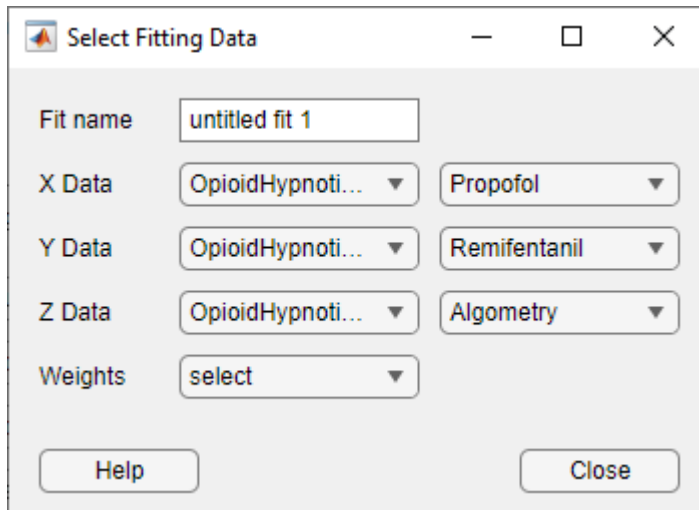 Select Fitting Data
Fit name untitled fit 1
X Data OpioidHypnoti... Propofol
Y Data OpioidHypnoti... Remifentanil
Z Data OpioidHypnoti... Algometry
Weights select
Help Close